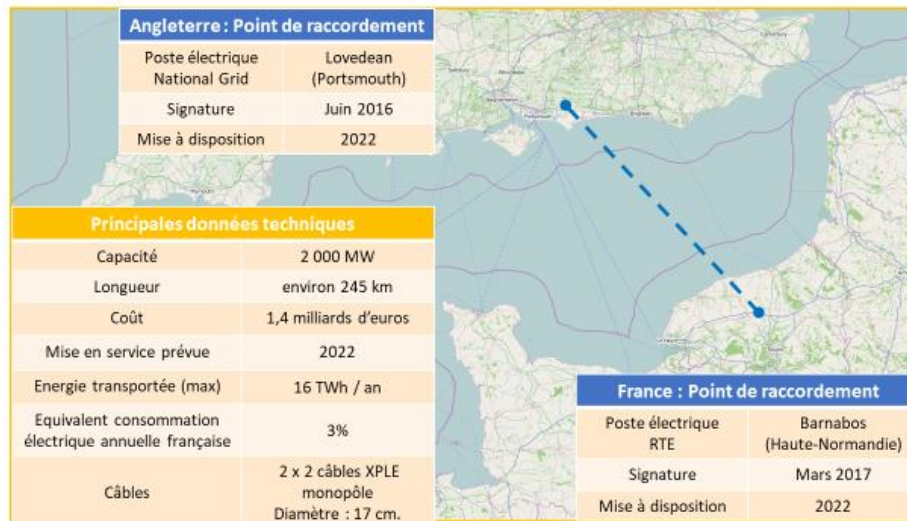 Angleterre : Point de raccordement
Poste électrique Lovedean
National Grid (Portsmouth)
Signature Juin 2016
Mise à disposition 2022
Principales données techniques
Capacité 2 000 MW
Longueur environ 245 km
Coût 1,4 milliards d'euros
Mise en service prévue 2022
Energie transportée (max) 16 TWh / an
Equivalent consommation
électrique annuelle française 3%
Câbles 2 x 2 câbles XPLE
monopôle
Diamètre : 17 cm.
France : Point de raccordement
Poste électrique Barnabos
RTE (Haute-Normandie)
Signature Mars 2017
Mise à disposition 2022